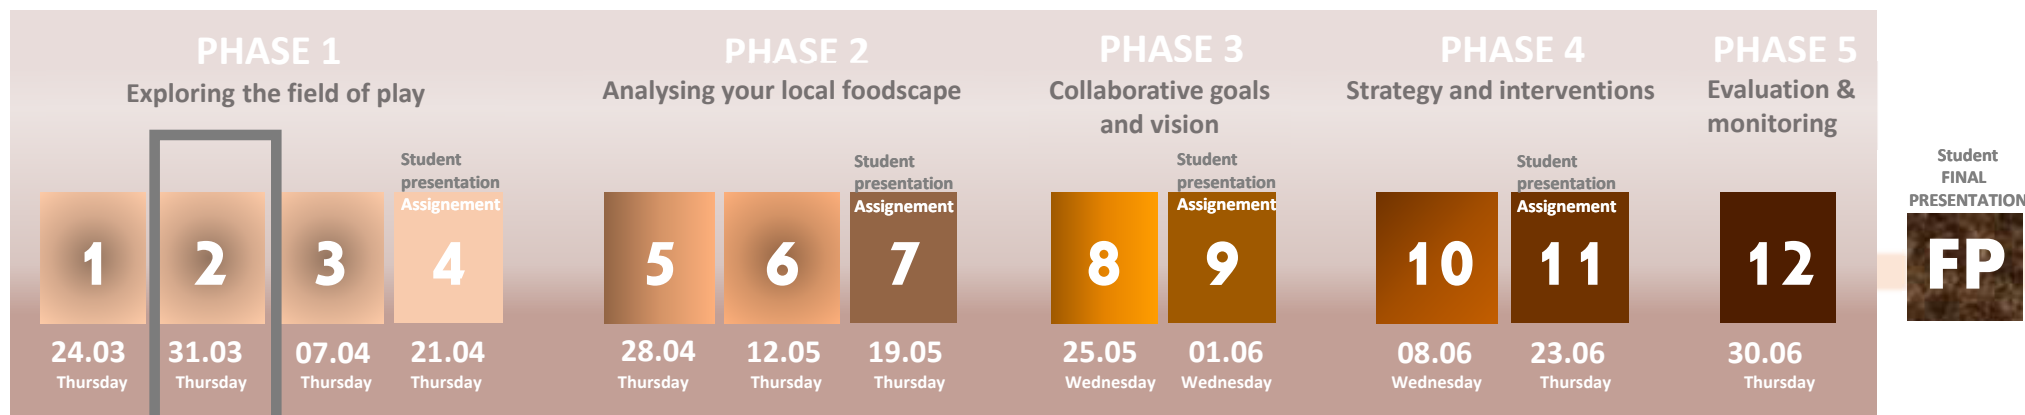 PHASE 1
Exploring the field of play
PHASE 2
Analysing your local foodscape
PHASE 3
Collaborative goals
and vision
PHASE 4
Strategy and interventions
PHASE 5
Evaluation &
monitoring
1
24.03
Thursday
2
31.03
Thursday
3
07.04
Thursday
Student
presentation
Assignement
4
21.04
Thursday
5
28.04
Thursday
6
12.05
Thursday
Student
presentation
Assignement
7
19.05
Thursday
8
25.05
Wednesday
Student
presentation
Assignement
9
01.06
Wednesday
10
08.06
Wednesday
Student
presentation
Assignement
11
23.06
Thursday
12
30.06
Thursday
Student
FINAL
PRESENTATION
FP